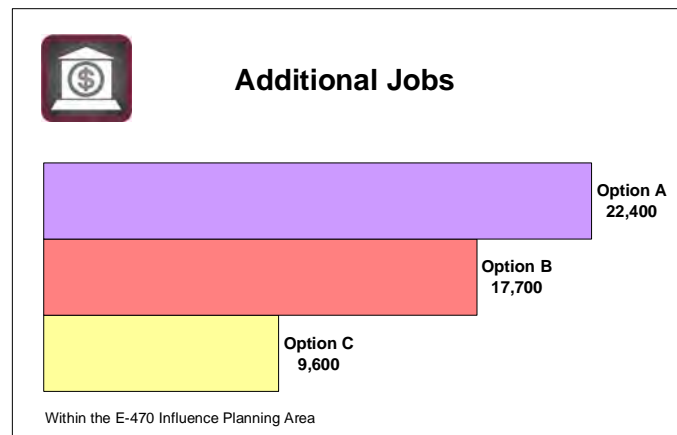 $
Additional Jobs
Option A
22,400
Option B
17,700
Option C
9,600
Within the E-470 Influence Planning Area